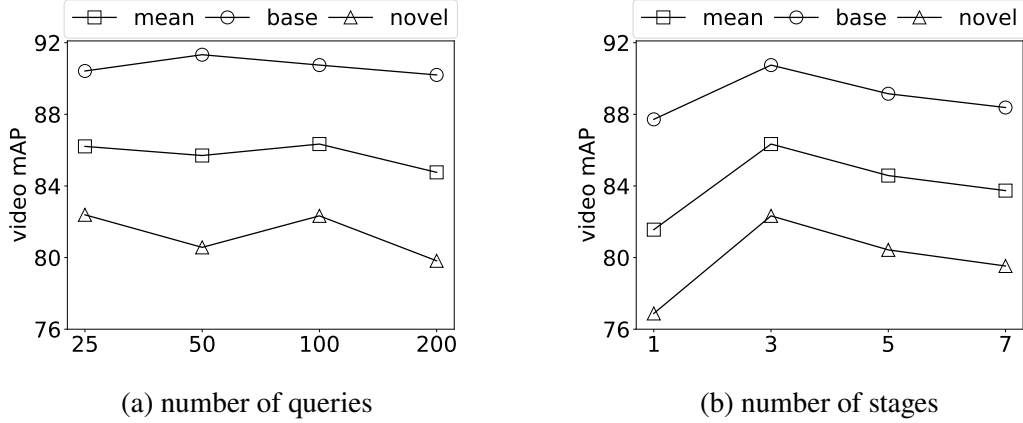 mean base novel
92
88
84
80
76
video mAP
25 50 100 200
(a) number of queries
mean base novel
92
88
84
80
76
video mAP
1 3 5 7
(b) number of stages